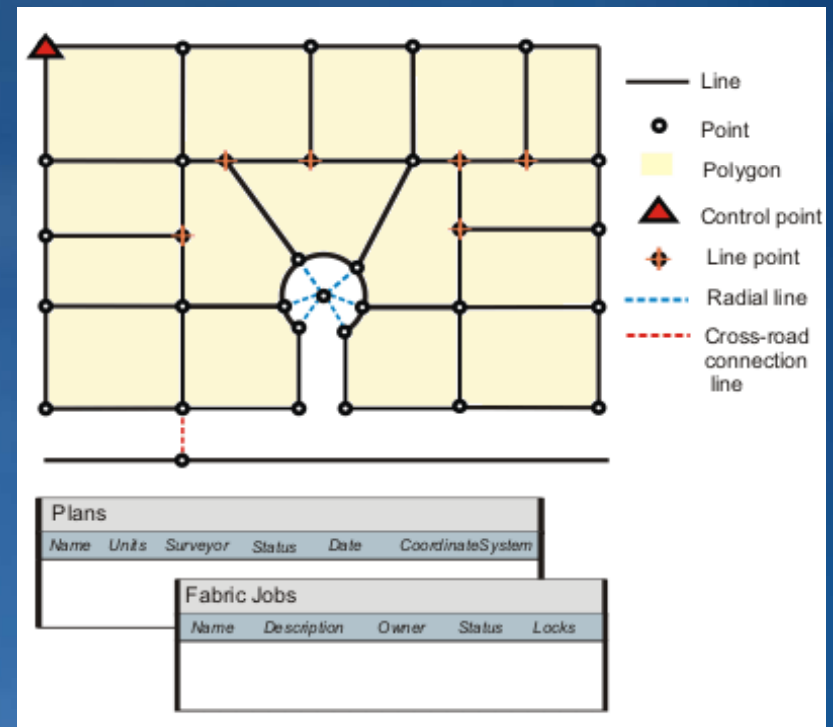 Line
Point
Polygon
Control point
Line point
Radial line
Cross-road
connection
line
Plans
Name Units Surveyor Status Date CoordinateSystem
Fabric Jobs
Name Description Owner Status Locks